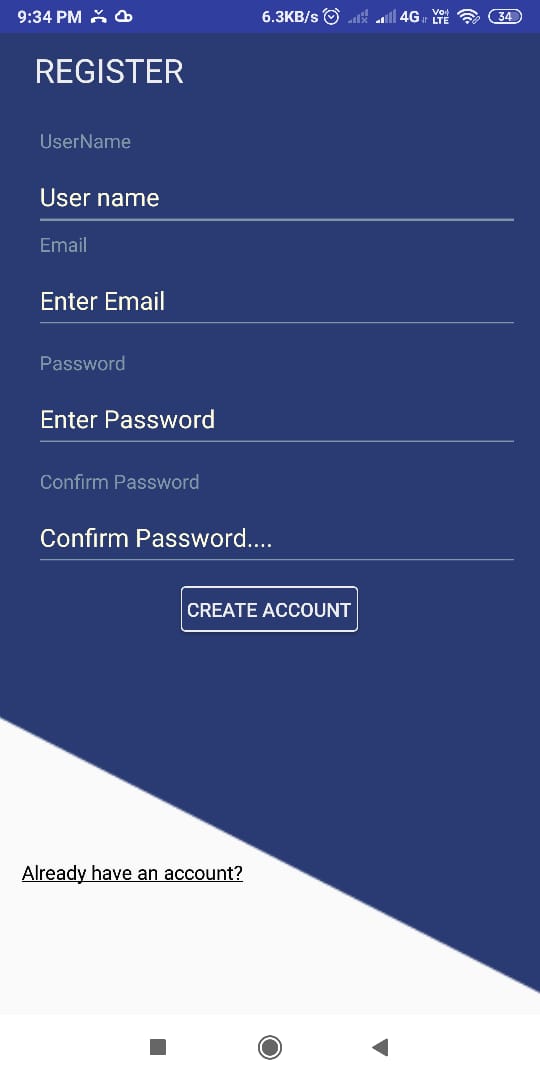 9:34 PM 6.3KB/s 4G Vo) LTE 34
REGISTER
UserName
User name
Email
Enter Email
Password
Enter Password
Confirm Password
Confirm Password....
CREATE ACCOUNT
Already have an account?